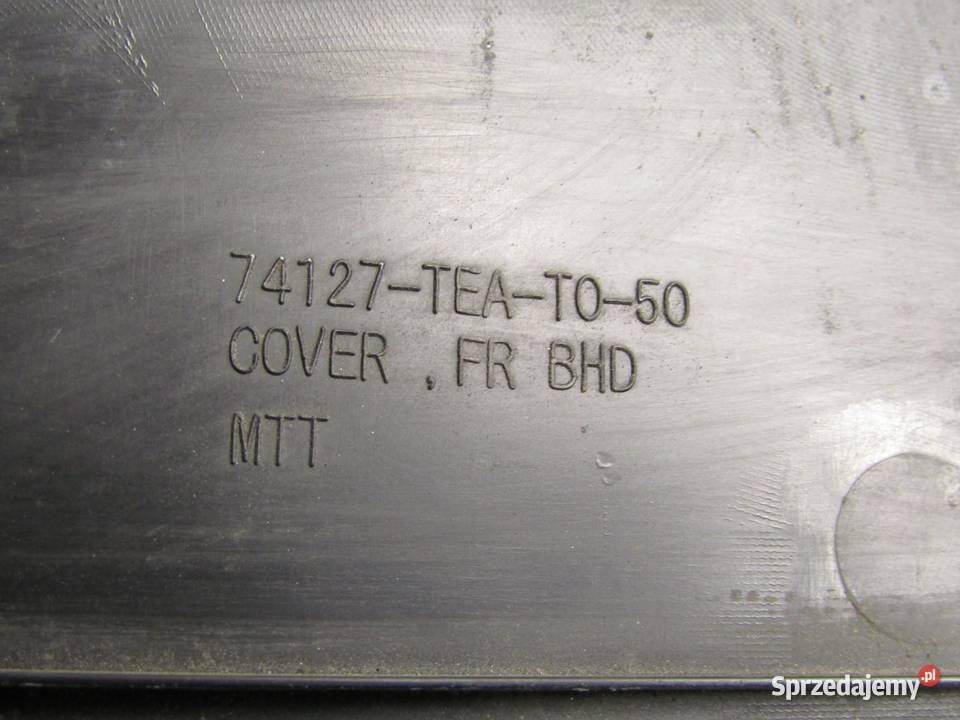 74127-TEA-T0-50
COVER , FR BHD
MTT
Sprzedajemy.pl